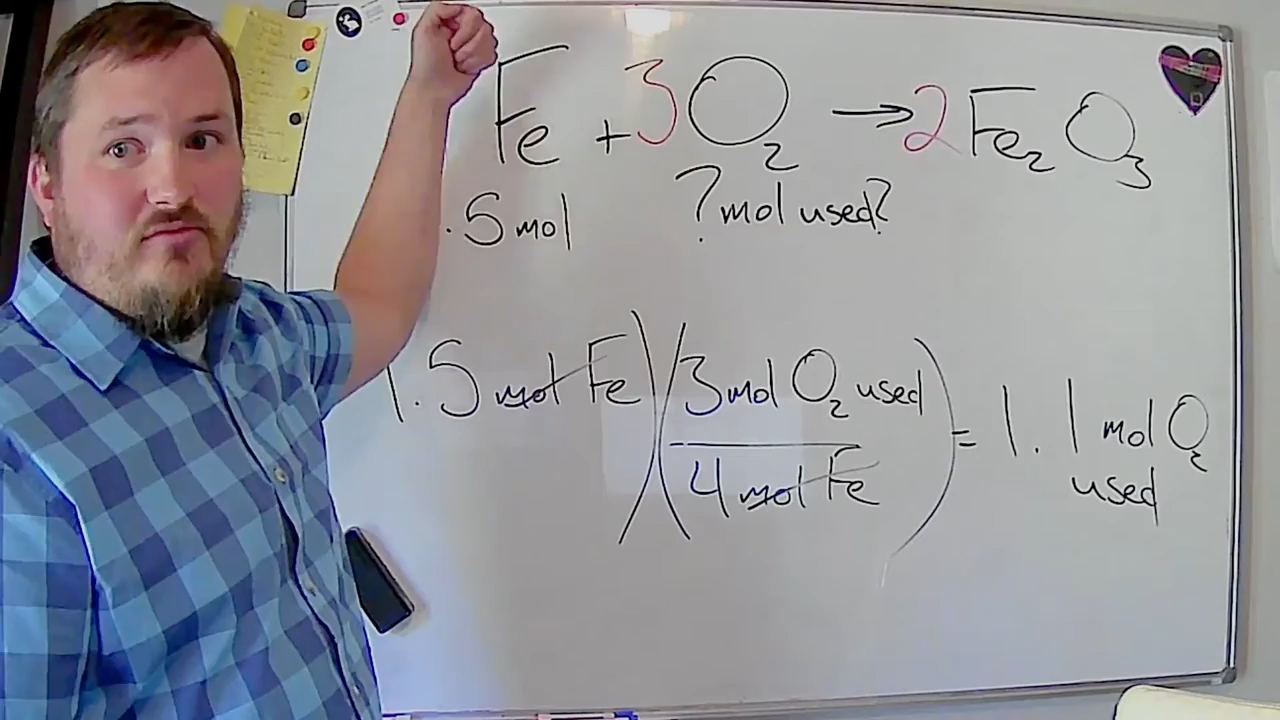 Fe + 3O₂ → 2Fe₂O₃
.5 mol ? mol used?
1.5 mol Fe)(3 mol O₂ used
4 mol Fe) = 1.1 mol O₂
used